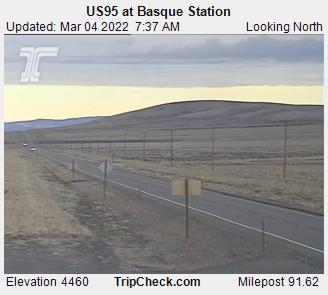 US95 at Basque Station
Updated: Mar 04 2022 7:37 AM Looking North
Elevation 4460 TripCheck.com Milepost 91.62